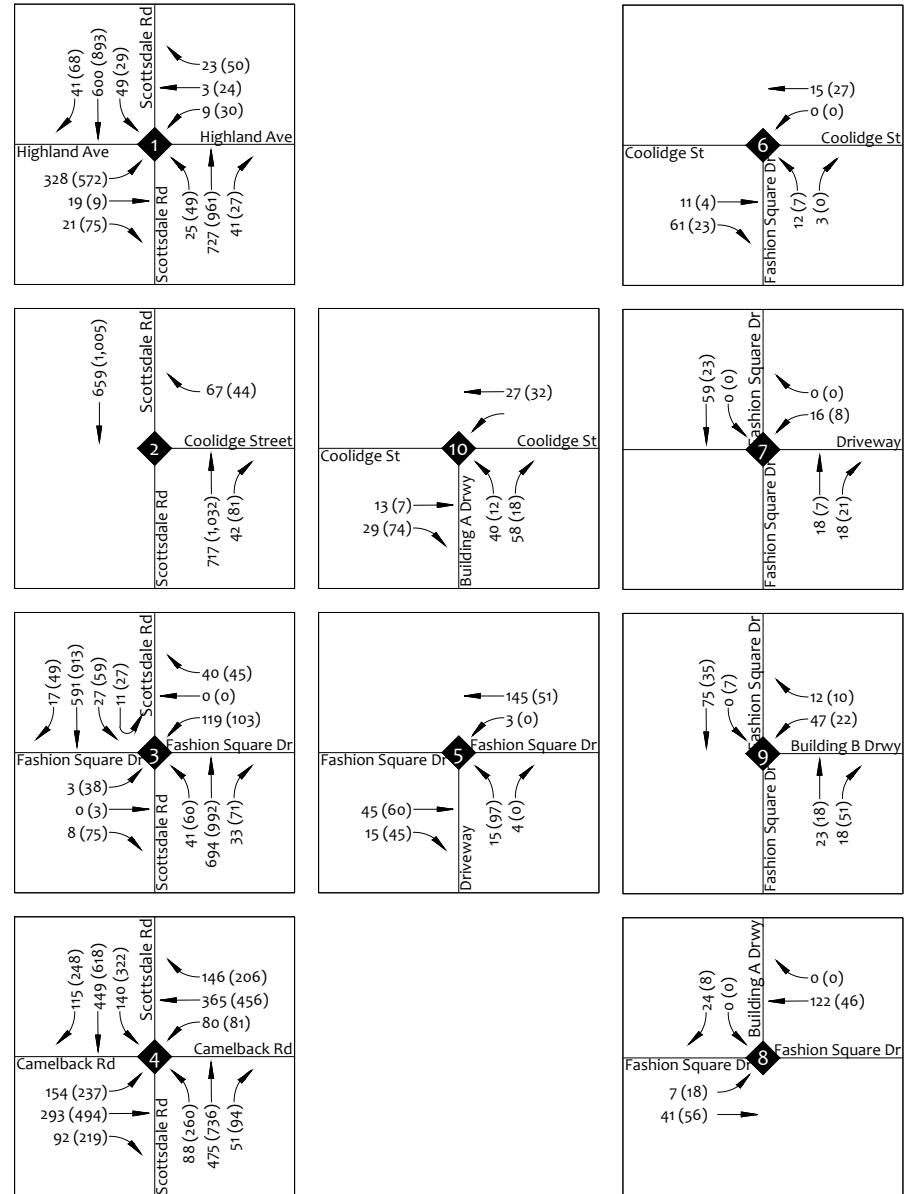 41 (68)
600 (893)
49 (29)
Scottsdale Rd
23 (50)
3 (24)
9 (30)
Highland Ave
1
Highland Ave
328 (572)
19 (9)
21 (75)
Scottsdale Rd
25 (49)
727 (961)
41 (27)
15 (27)
0 (0)
Coolidge St
6
Coolidge St
11 (4)
61 (23)
Fashion Square Dr
12 (7)
3 (0)
659 (1,005)
Scottsdale Rd
67 (44)
Coolidge Street
2
Scottsdale Rd
717 (1,032)
42 (81)
27 (32)
Coolidge St
10
Coolidge St
13 (7)
29 (74)
Building A Drwy
40 (12)
58 (18)
59 (23)
0 (0)
Fashion Square Dr
0 (0)
16 (8)
Driveway
7
Fashion Square Dr
18 (7)
18 (21)
17 (49)
591 (913)
27 (59)
11 (27)
Scottsdale Rd
40 (45)
0 (0)
119 (103)
Fashion Square Dr
3
Fashion Square Dr
3 (38)
0 (3)
8 (75)
Scottsdale Rd
41 (60)
694 (992)
33 (71)
145 (51)
3 (0)
Fashion Square Dr
5
Fashion Square Dr
45 (60)
15 (45)
Driveway
15 (97)
4 (0)
75 (35)
0 (7)
Fashion Square Dr
12 (10)
47 (22)
Building B Drwy
9
Fashion Square Dr
23 (18)
18 (51)
115 (248)
449 (618)
140 (322)
Scottsdale Rd
146 (206)
365 (456)
80 (81)
Camelback Rd
4
Camelback Rd
154 (237)
293 (494)
92 (219)
Scottsdale Rd
88 (260)
475 (736)
51 (94)
24 (8)
0 (0)
Building A Drwy
0 (0)
122 (46)
Fashion Square Dr
8
Fashion Square Dr
7 (18)
41 (56)